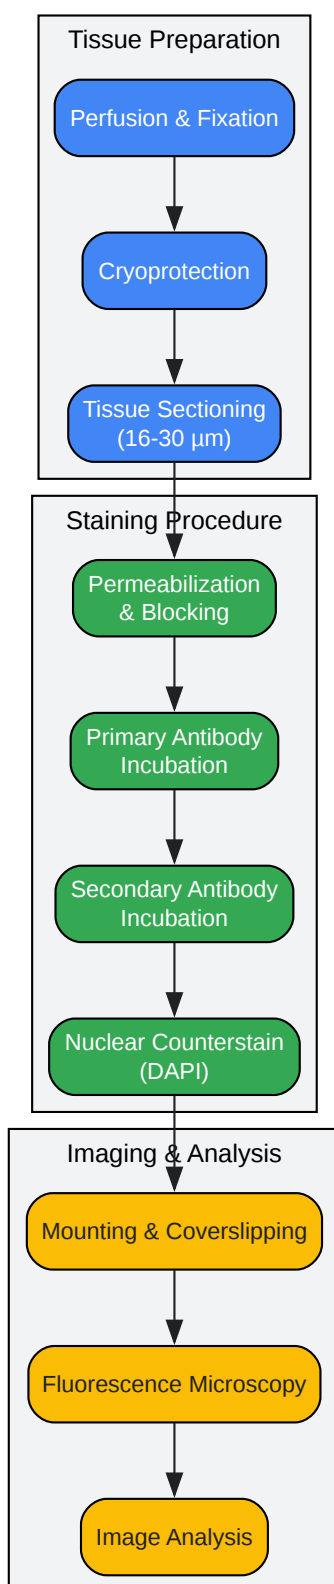 Tissue Preparation
Perfusion & Fixation
Cryoprotection
Tissue Sectioning
(16-30 µm)
Staining Procedure
Permeabilization
& Blocking
Primary Antibody
Incubation
Secondary Antibody
Incubation
Nuclear Counterstain
(DAPI)
Imaging & Analysis
Mounting & Coverslipping
Fluorescence Microscopy
Image Analysis